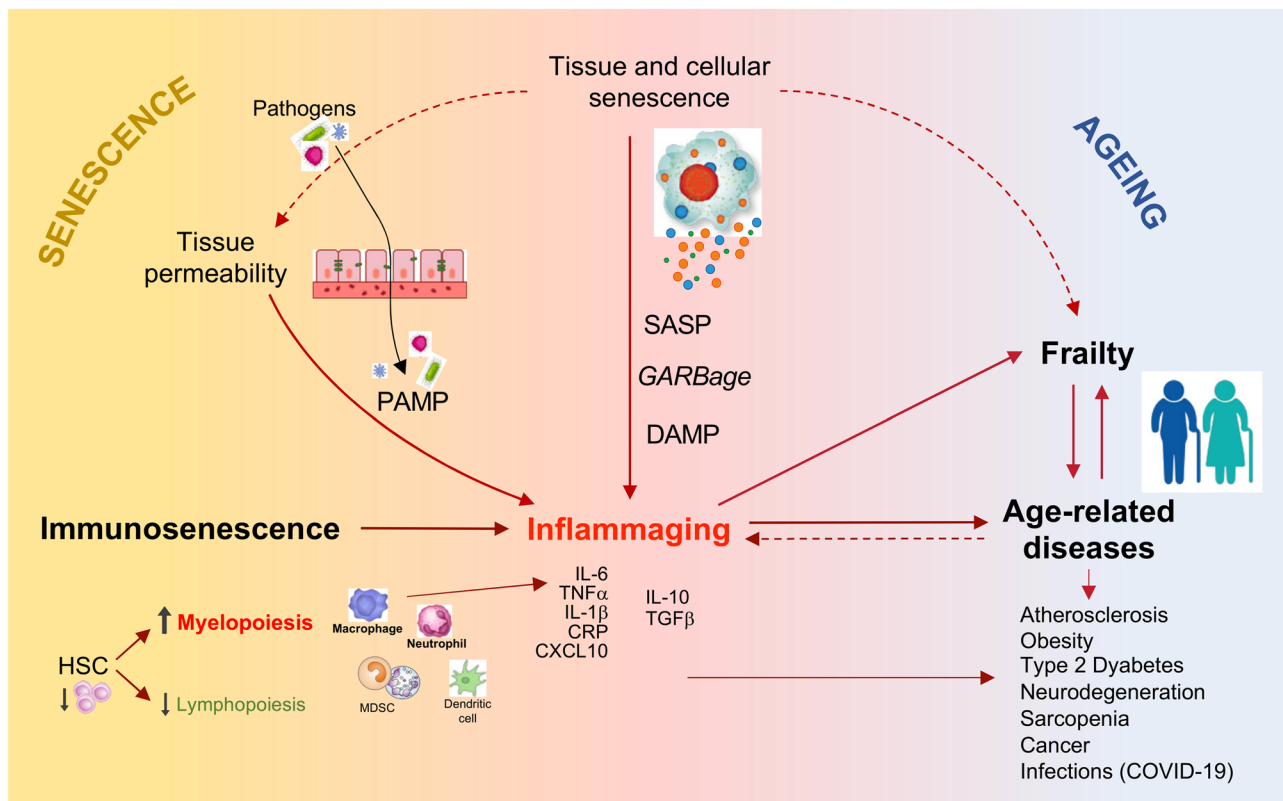 SENESCENCE
Pathogens
Tissue and cellular
senescence
AGEING
Tissue
permeability
PAMP
SASP
GARBage
DAMP
Frailty
Immunosenescence
Inflammaging
Age-related
diseases
IL-6
TNFα
IL-1β
CRP
CXCL10
IL-10
TGFβ
HSC
Myelopoiesis
Lymphopoiesis
Macrophage
Neutrophil
MDSC
Dendritic
cell
Atherosclerosis
Obesity
Type 2 Dyabetes
Neurodegeneration
Sarcopenia
Cancer
Infections (COVID-19)